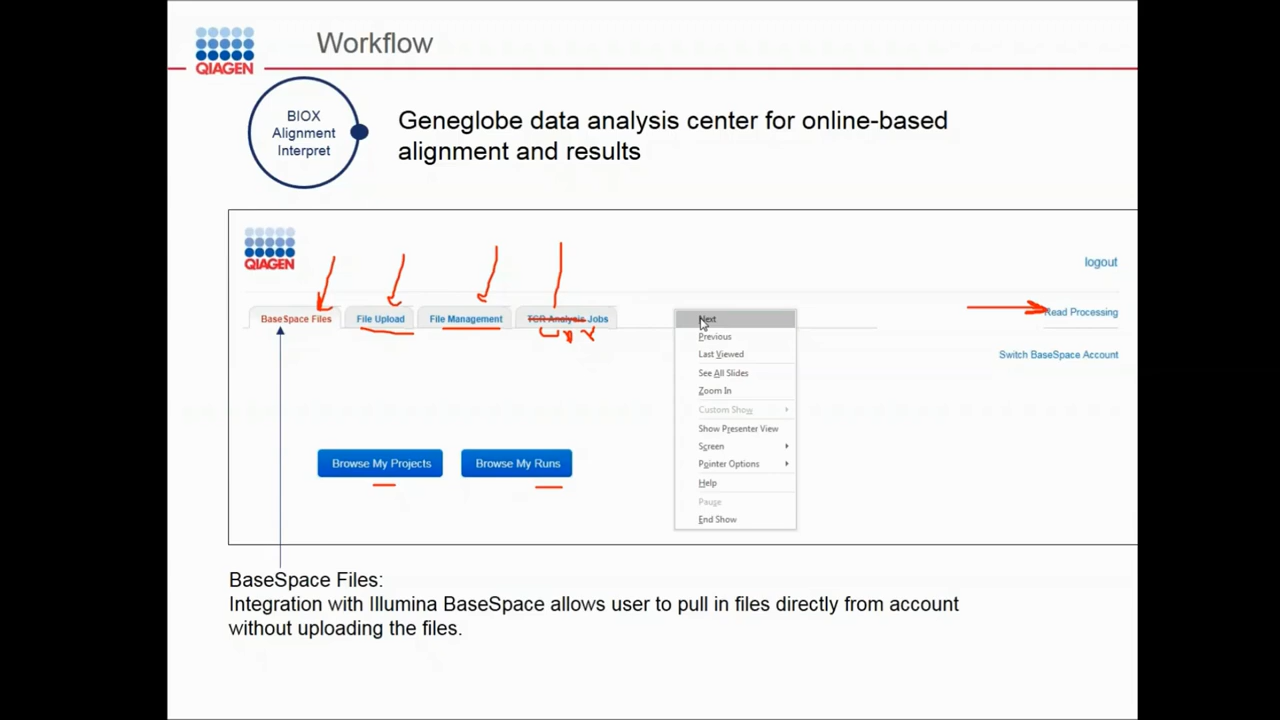 QIAGEN
Workflow
BIOX
Alignment
Interpret
Geneglobe data analysis center for online-based
alignment and results
QIAGEN
logout
BaseSpace Files
File Upload
File Management
TCR Analysis Jobs
Read Processing
Switch BaseSpace Account
Next
Previous
Last Viewed
See All Slides
Zoom In
Custom Show
Show Presenter View
Screen
Pointer Options
Help
Pause
End Show
Browse My Projects
Browse My Runs
BaseSpace Files:
Integration with Illumina BaseSpace allows user to pull in files directly from account
without uploading the files.